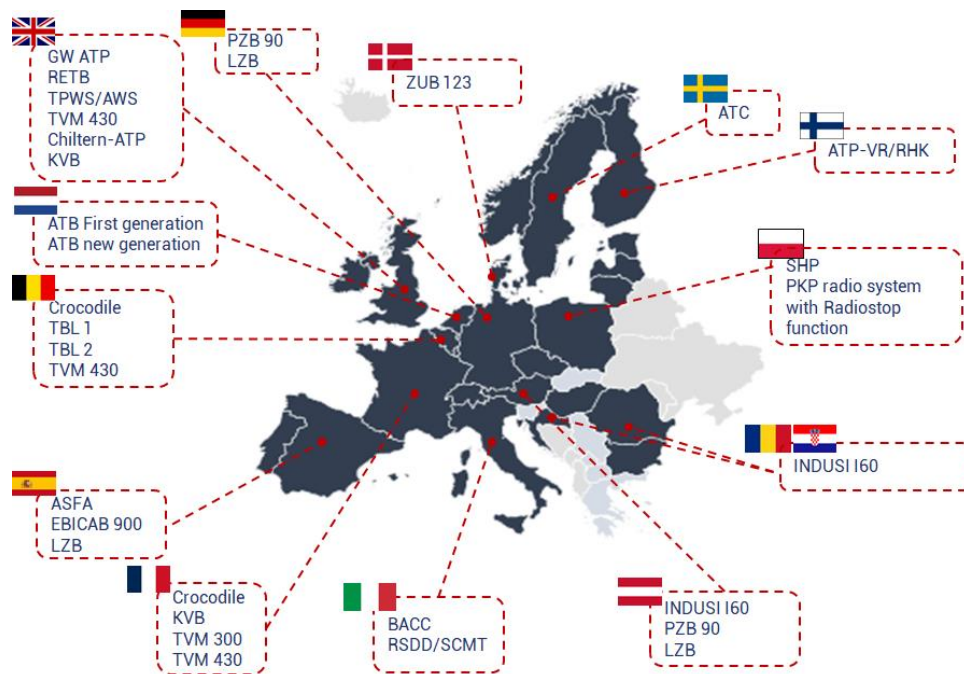 GW ATP
RETB
TPWS/AWS
TVM 430
Chiltern-ATP
KVB
PZB 90
LZB
ZUB 123
ATC
ATP-VR/RHK
ATB First generation
ATB new generation
SHP
PKP radio system
with Radiostop
function
Crocodile
TBL 1
TBL 2
TVM 430
INDUSI I60
ASFA
EBICAB 900
LZB
Crocodile
KVB
TVM 300
TVM 430
BACC
RSDD/SCMT
INDUSI I60
PZB 90
LZB